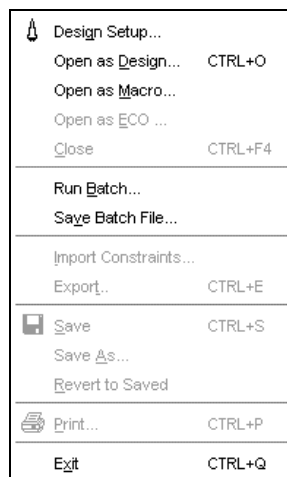 Design Setup...
Open as Design... CTRL+O
Open as Macro...
Open as ECO ...
Close CTRL+F4
Run Batch...
Save Batch File...
Import Constraints...
Export.. CTRL+E
Save CTRL+S
Save As...
Revert to Saved
Print... CTRL+P
Exit CTRL+Q